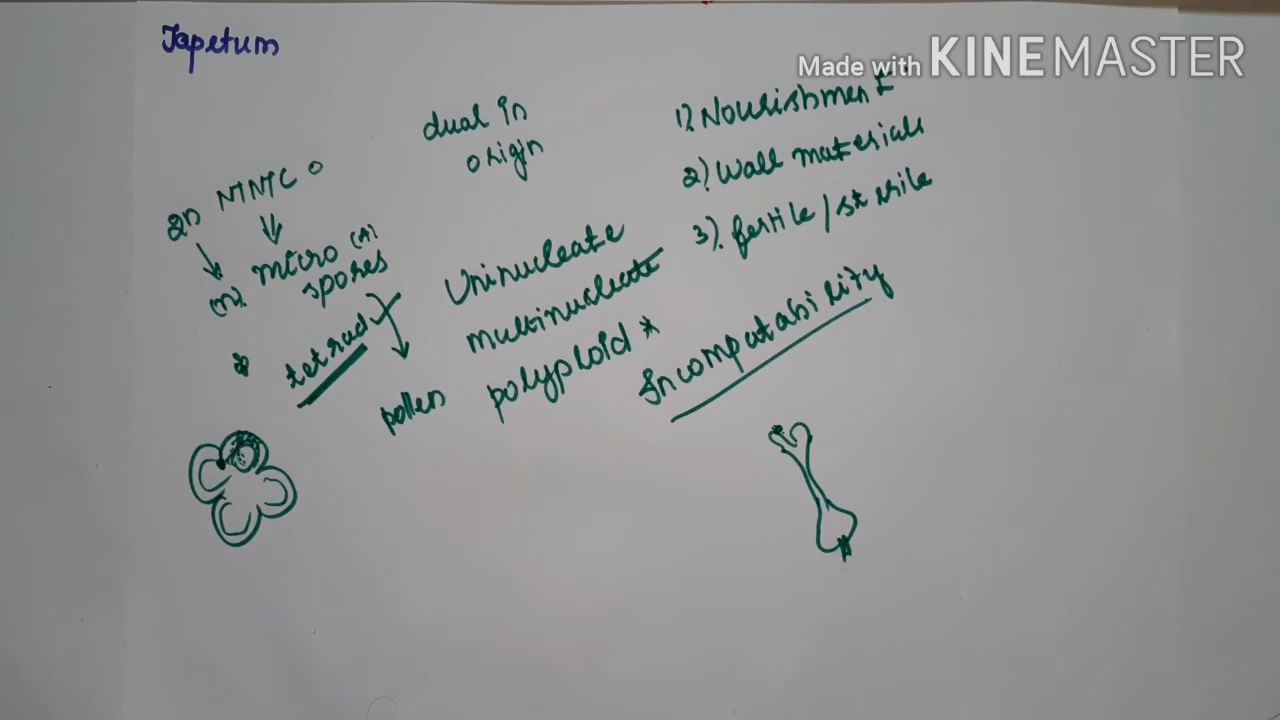 Tapetum
Made with KINEMASTER
dual in
origin
2n MMC
micro (n)
spores
(n).
tetrad
pollen
Uninucleate
multinucleate
polyploid *
1) Nourishment
2) Wall materials
3). fertile / sterile
Incompatability